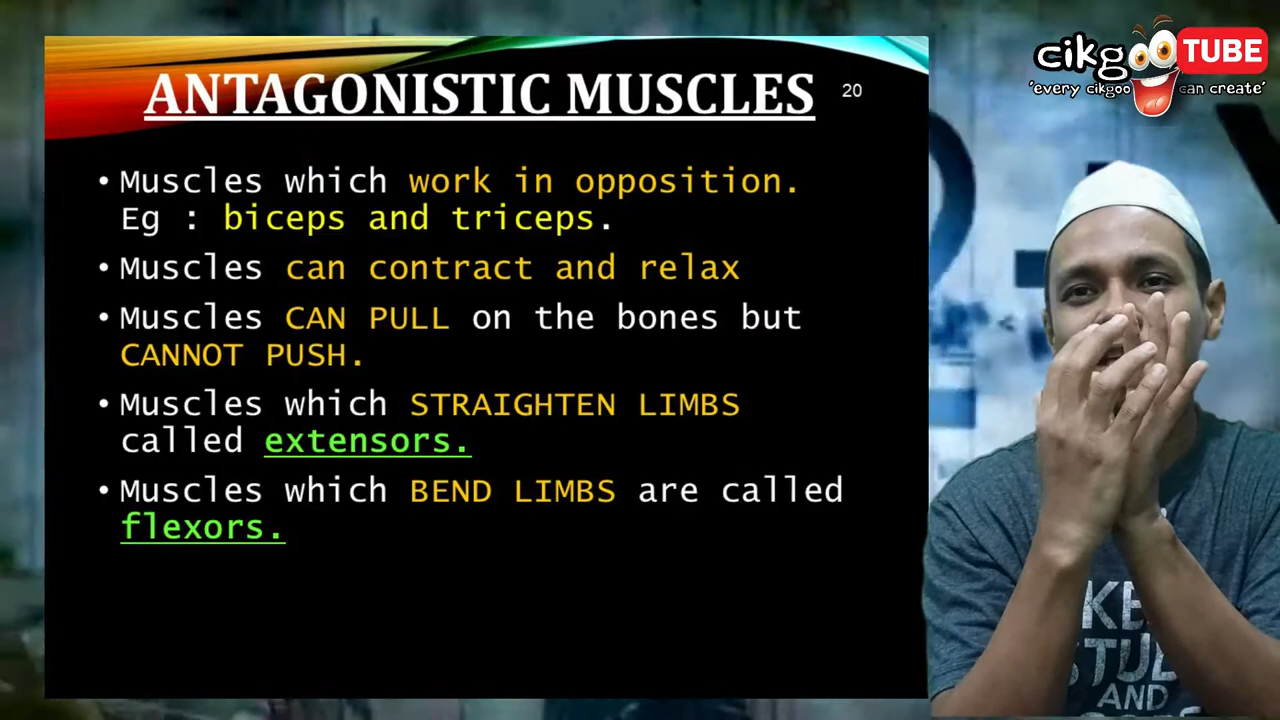 cikgoo TUBE
'every cikgoo can create'
ANTAGONISTIC MUSCLES
20
• Muscles which work in opposition.
Eg : biceps and triceps.
• Muscles can contract and relax
• Muscles CAN PULL on the bones but
CANNOT PUSH.
• Muscles which STRAIGHTEN LIMBS
called extensors.
• Muscles which BEND LIMBS are called
flexors.
AND